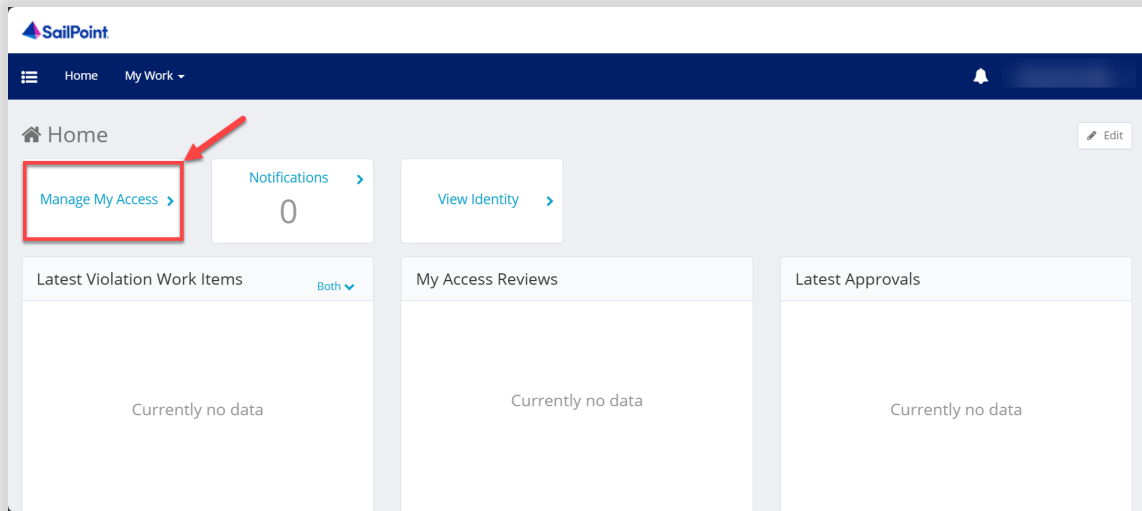 SailPoint
Home My Work
Home
Edit
Manage My Access
Notifications
0
View Identity
Latest Violation Work Items
Both
My Access Reviews
Latest Approvals
Currently no data
Currently no data
Currently no data